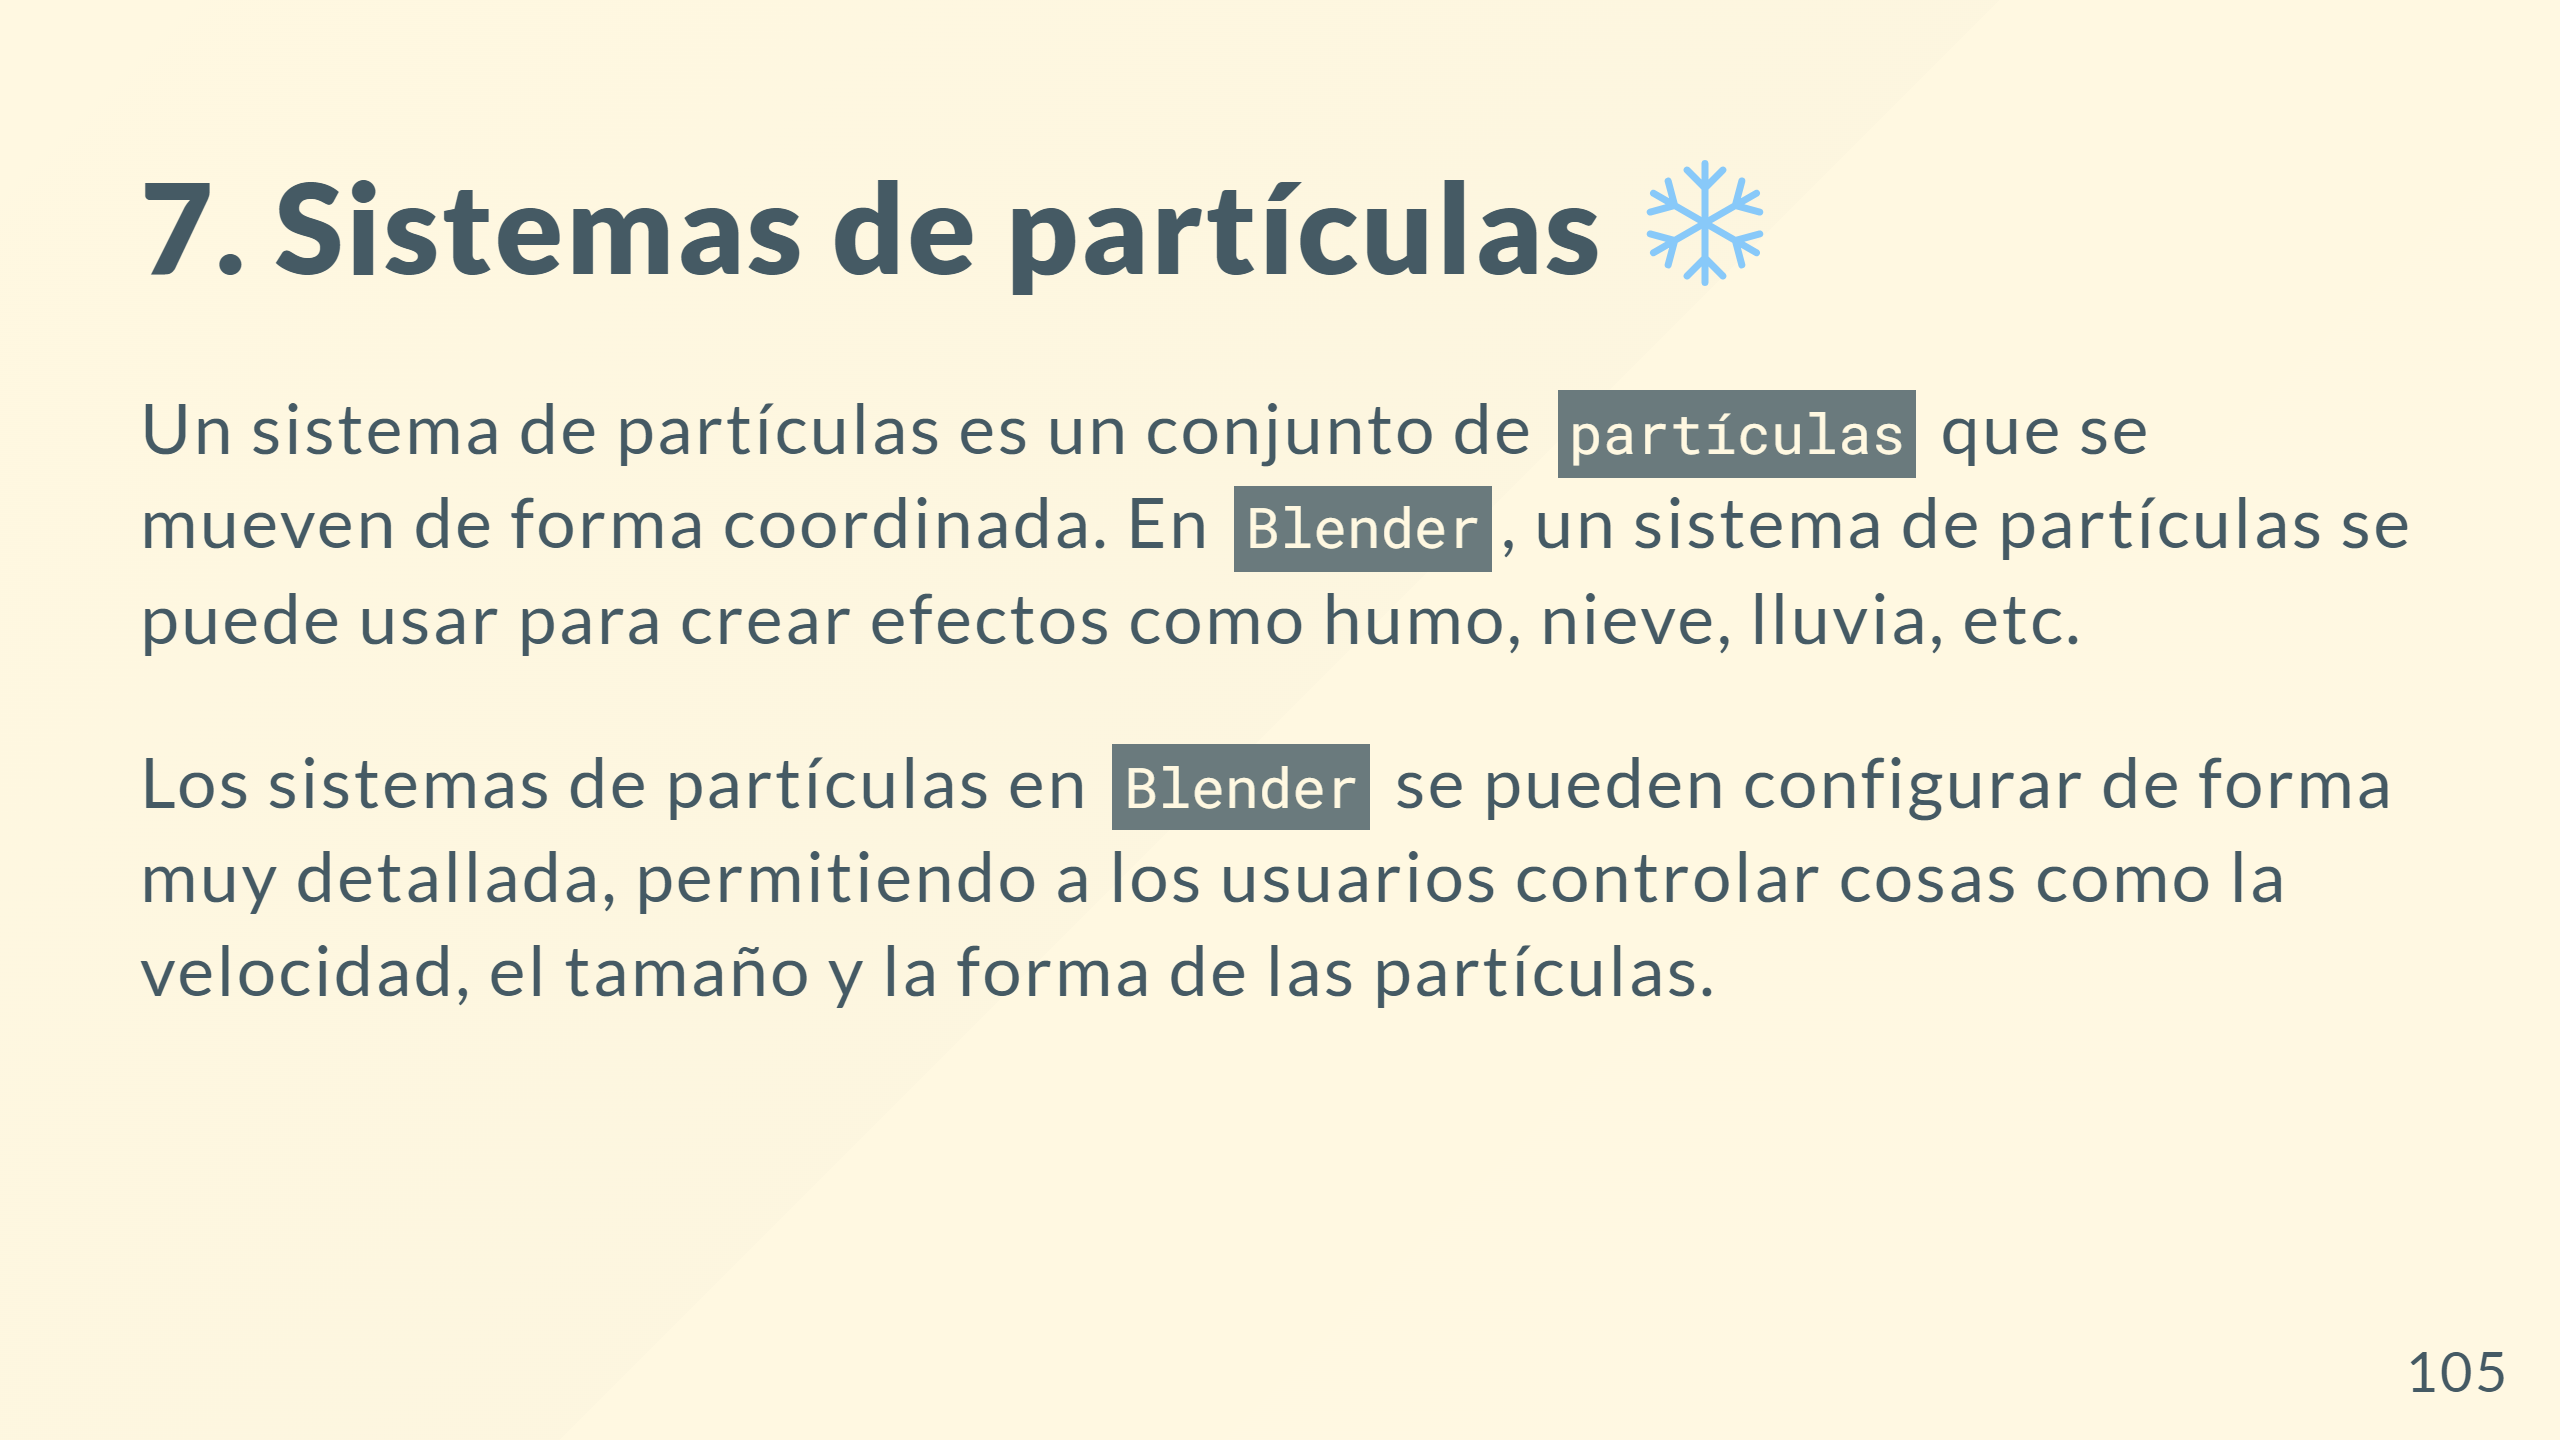 7. Sistemas de partículas ❄
Un sistema de partículas es un conjunto de partículas que se
mueven de forma coordinada. En Blender, un sistema de partículas se
puede usar para crear efectos como humo, nieve, lluvia, etc.
Los sistemas de partículas en Blender se pueden configurar de forma
muy detallada, permitiendo a los usuarios controlar cosas como la
velocidad, el tamaño y la forma de las partículas.
105